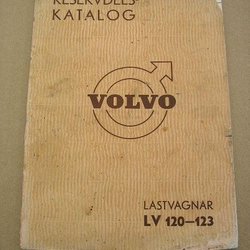 RESERVDELS-
KATALOG
VOLVO
LASTVAGNAR
LV 120—123